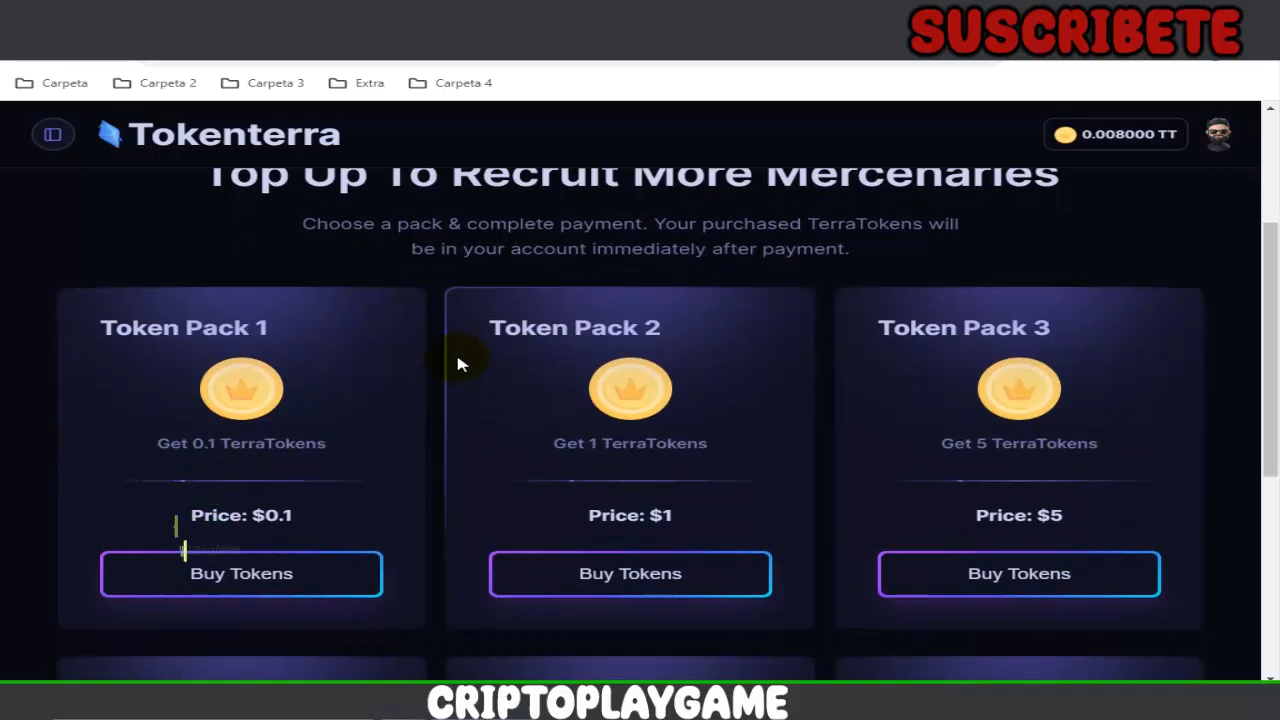 SUSCRIBETE
Carpeta Carpeta 2 Carpeta 3 Extra Carpeta 4
Tokenterra 0.008000 TT
Top Up To Recruit More Mercenaries
Choose a pack & complete payment. Your purchased TerraTokens will
be in your account immediately after payment.
Token Pack 1 Token Pack 2 Token Pack 3
Get 0.1 TerraTokens Get 1 TerraTokens Get 5 TerraTokens
Price: $0.1 Price: $1 Price: $5
Buy Tokens Buy Tokens Buy Tokens
CRIPTOPLAYGAME